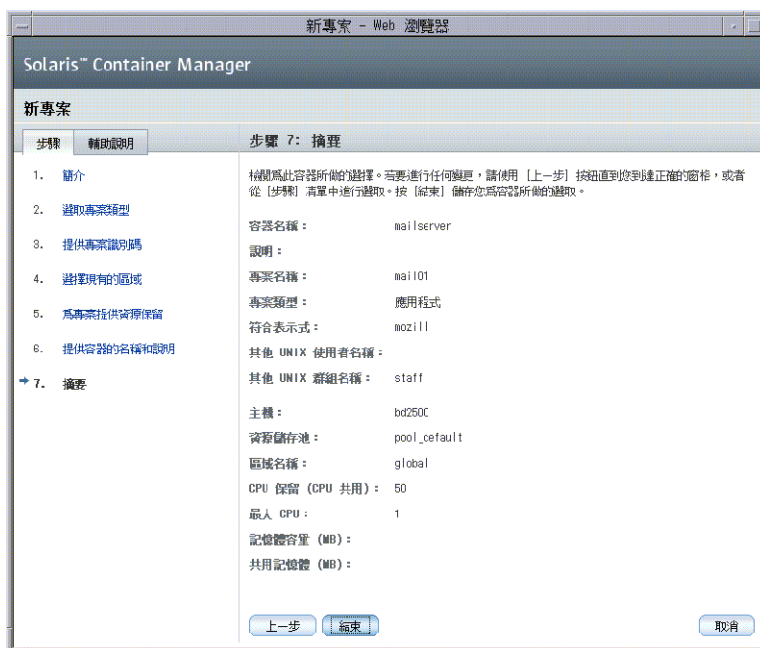 新專案 - Web 瀏覽器
Solaris™ Container Manager
新專案
步驟
輔助說明
1. 簡介
2. 選取專案類型
3. 提供專案識別碼
4. 選擇現有的區域
5. 為專案提供資源保留
6. 提供容器的名稱和說明
7. 摘要
步驟 7: 摘要
檢閱為此容器所做的選擇。若要進行任何變更，請使用 [上一步] 按鈕直到您到達正確的窗格，或者
從 [步驟] 清單中進行選取。按 [結束] 儲存您為容器所做的選取。
容器名稱： mailserver
說明：
專案名稱： mail01
專案類型： 應用程式
符合表示式： mozill
其他 UNIX 使用者名稱：
其他 UNIX 群組名稱： staff
主機： bd250C
資源儲存池： pool_cefault
區域名稱： global
CPU 保留 (CPU 共用)： 50
最人 CPU： 1
記憶體容量 (MB)：
共用記憶體 (MB)：
上一步
結束
取消